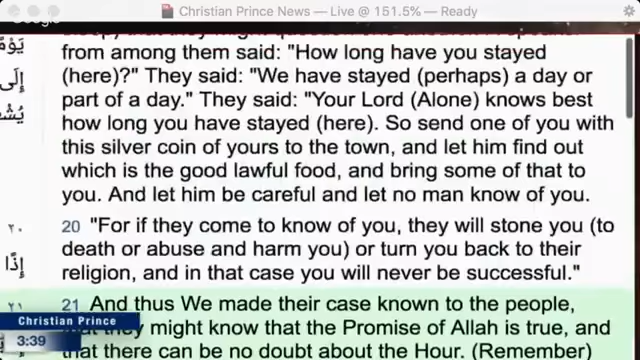 Christian Prince News — Live @ 151.5% — Ready
from among them said: "How long have you stayed
(here)?" They said: "We have stayed (perhaps) a day or
part of a day." They said: "Your Lord (Alone) knows best
how long you have stayed (here). So send one of you with
this silver coin of yours to the town, and let him find out
which is the good lawful food, and bring some of that to
you. And let him be careful and let no man know of you.
٢٠
20 "For if they come to know of you, they will stone you (to
death or abuse and harm you) or turn you back to their
إِذًا
religion, and in that case you will never be successful."
٢١
21 And thus We made their case known to the people,
Christian Prince
they might know that the Promise of Allah is true, and
3:39
that there can be no doubt about the Hour. (Remember)